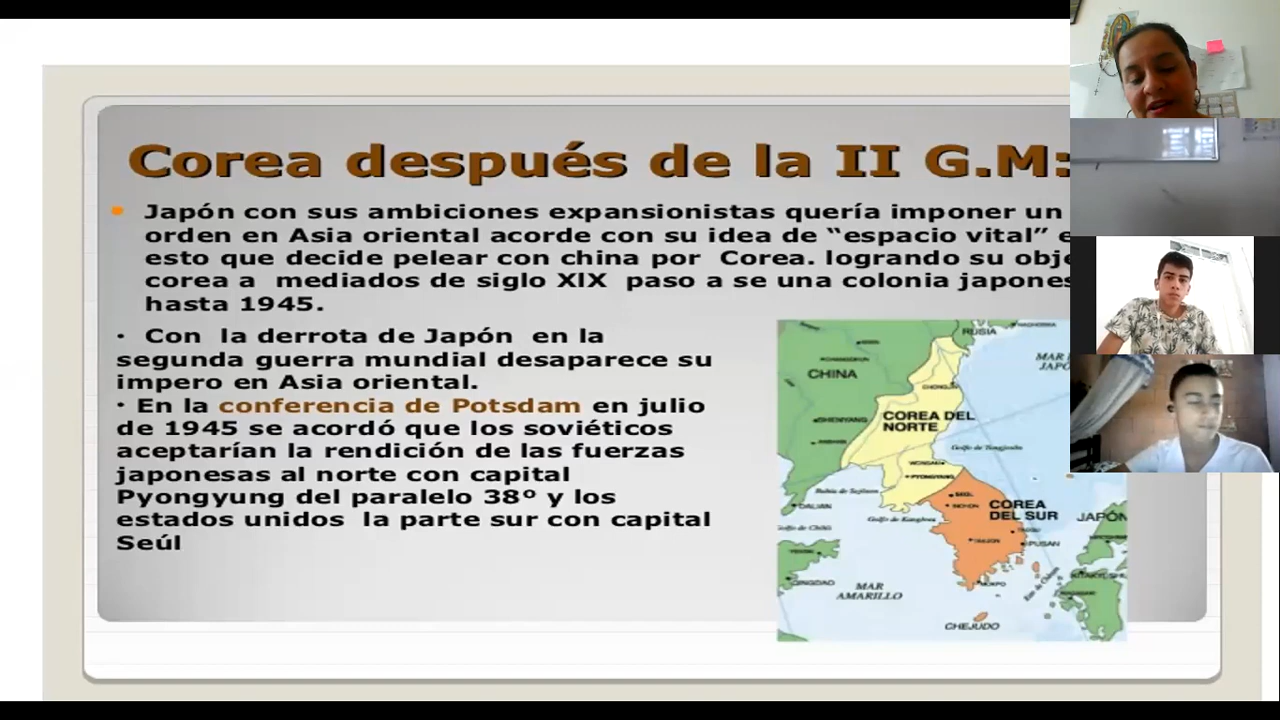 Corea después de la II G.M:
Japón con sus ambiciones expansionistas quería imponer un
orden en Asia oriental acorde con su idea de “espacio vital”
esto que decide pelear con china por Corea. logrando su
corea a mediados de siglo XIX paso a se una colonia
hasta 1945.
· Con la derrota de Japón en la
segunda guerra mundial desaparece su
impero en Asia oriental.
· En la conferencia de Potsdam en julio
de 1945 se acordó que los soviéticos
aceptarían la rendición de las fuerzas
japonesas al norte con capital
Pyongyung del paralelo 38º y los
estados unidos la parte sur con capital
Seúl
RUSIA
CHINA
MAR
COREA DEL
NORTE
PYONGYANG
SEÚL
COREA
DEL SUR
JAPÓN
DALIAN
PUSAN
QINGDAO
MAR
AMARILLO
CHEJUDO